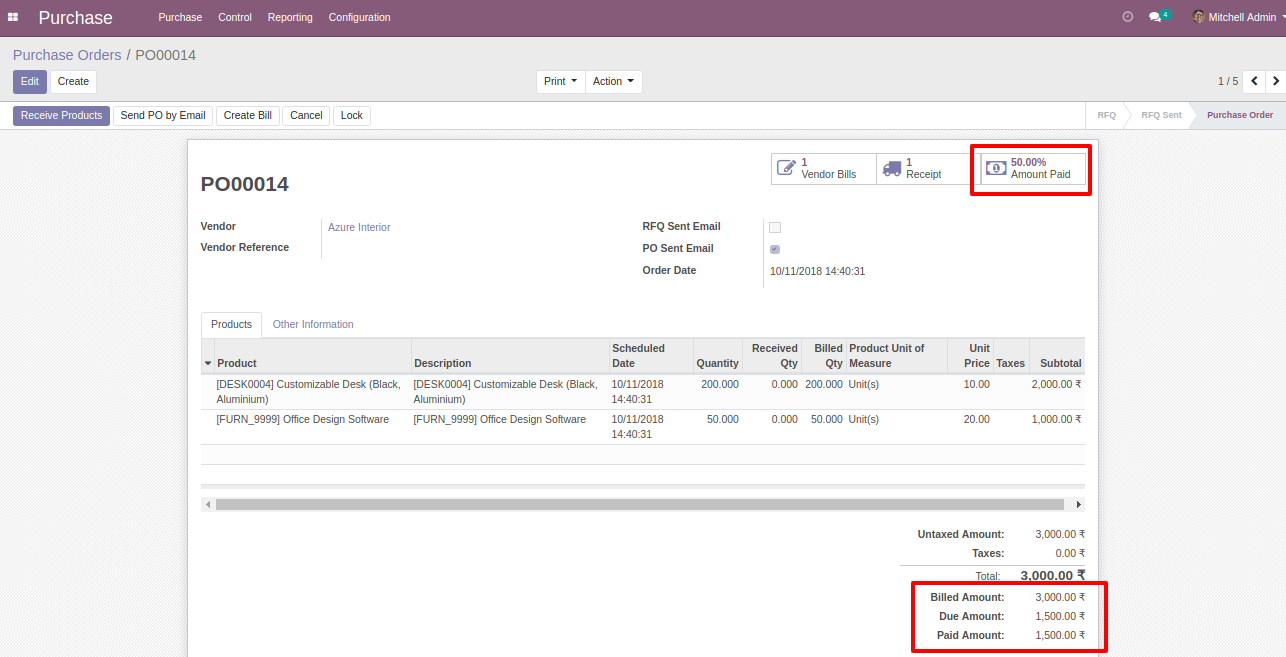 Purchase Purchase Control Reporting Configuration 4 Mitchell Admin
Purchase Orders / PO00014
Edit Create Print Action 1 / 5
Receive Products Send PO by Email Create Bill Cancel Lock RFQ RFQ Sent Purchase Order
1 Vendor Bills
1 Receipt
50.00% Amount Paid
PO00014
Vendor Azure Interior
Vendor Reference
RFQ Sent Email
PO Sent Email
Order Date 10/11/2018 14:40:31
Products Other Information
Product Description Scheduled Date Quantity Received Qty Billed Qty Product Unit of Measure Unit Price Taxes Subtotal
[DESK0004] Customizable Desk (Black, Aluminium) [DESK0004] Customizable Desk (Black, Aluminium) 10/11/2018 14:40:31 200.000 0.000 200.000 Unit(s) 10.00 2,000.00 ₹
[FURN_9999] Office Design Software [FURN_9999] Office Design Software 10/11/2018 14:40:31 50.000 0.000 50.000 Unit(s) 20.00 1,000.00 ₹
Untaxed Amount: 3,000.00 ₹
Taxes: 0.00 ₹
Total: 3,000.00 ₹
Billed Amount: 3,000.00 ₹
Due Amount: 1,500.00 ₹
Paid Amount: 1,500.00 ₹